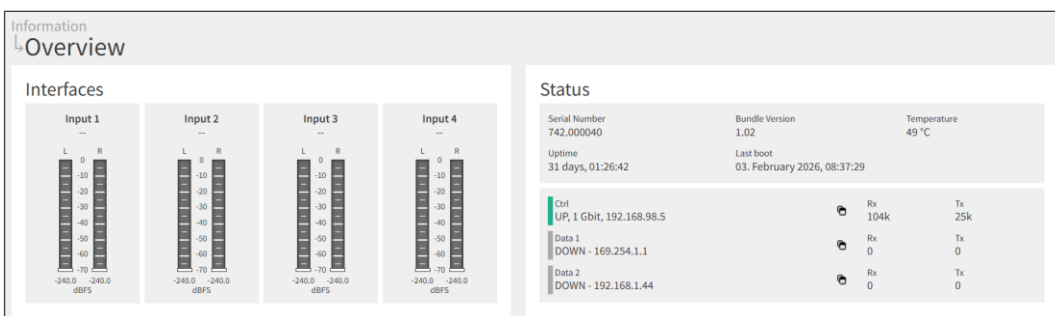 Information
↳Overview
Interfaces
Input 1
--
L R
0
-10
-20
-30
-40
-50
-60
-70
-240.0 -240.0
dBFS
Input 2
--
L R
0
-10
-20
-30
-40
-50
-60
-70
-240.0 -240.0
dBFS
Input 3
--
L R
0
-10
-20
-30
-40
-50
-60
-70
-240.0 -240.0
dBFS
Input 4
--
L R
0
-10
-20
-30
-40
-50
-60
-70
-240.0 -240.0
dBFS
Status
Serial Number Bundle Version Temperature
742.000040 1.02 49 °C
Uptime Last boot
31 days, 01:26:42 03. February 2026, 08:37:29
Ctrl Rx Tx
UP, 1 Gbit, 192.168.98.5 104k 25k
Data 1 Rx Tx
DOWN - 169.254.1.1 0 0
Data 2 Rx Tx
DOWN - 192.168.1.44 0 0